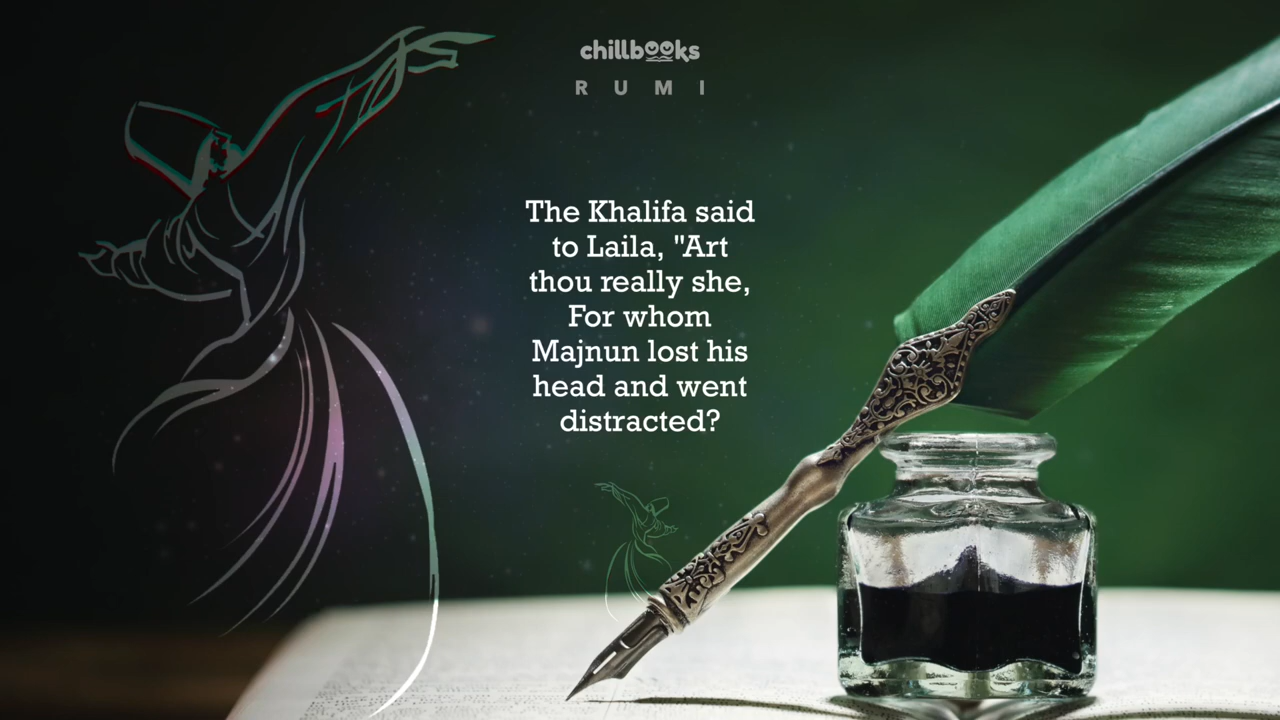 chillbooks
RUMI
The Khalifa said
to Laila, "Art
thou really she,
For whom
Majnun lost his
head and went
distracted?